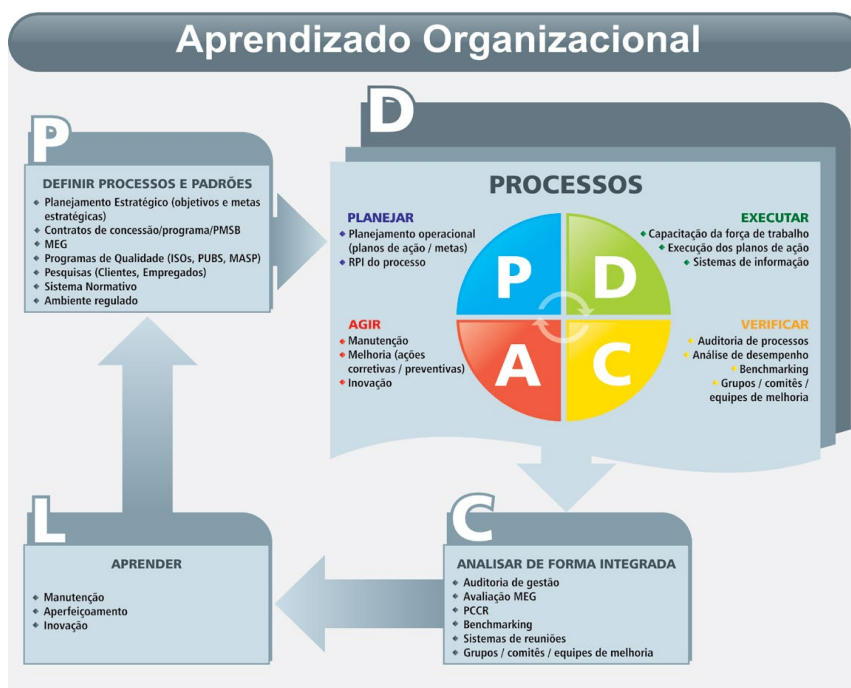 Aprendizado Organizacional
P
DEFINIR PROCESSOS E PADRÕES
Planejamento Estratégico (objetivos e metas
estratégicas)
Contratos de concessão/programa/PMSB
MEG
Programas de Qualidade (ISOs, PUBS, MASP)
Pesquisas (Clientes, Empregados)
Sistema Normativo
Ambiente regulado
D
PROCESSOS
PLANEJAR
Planejamento operacional
(planos de ação / metas)
RPI do processo
EXECUTAR
Capacitação da força de trabalho
Execução dos planos de ação
Sistemas de informação
P
D
A
C
AGIR
Manutenção
Melhoria (ações
corretivas / preventivas)
Inovação
VERIFICAR
Auditoria de processos
Análise de desempenho
Benchmarking
Grupos / comitês /
equipes de melhoria
C
ANALISAR DE FORMA INTEGRADA
Auditoria de gestão
Avaliação MEG
PCCR
Benchmarking
Sistemas de reuniões
Grupos / comitês / equipes de melhoria
L
APRENDER
Manutenção
Aperfeiçoamento
Inovação